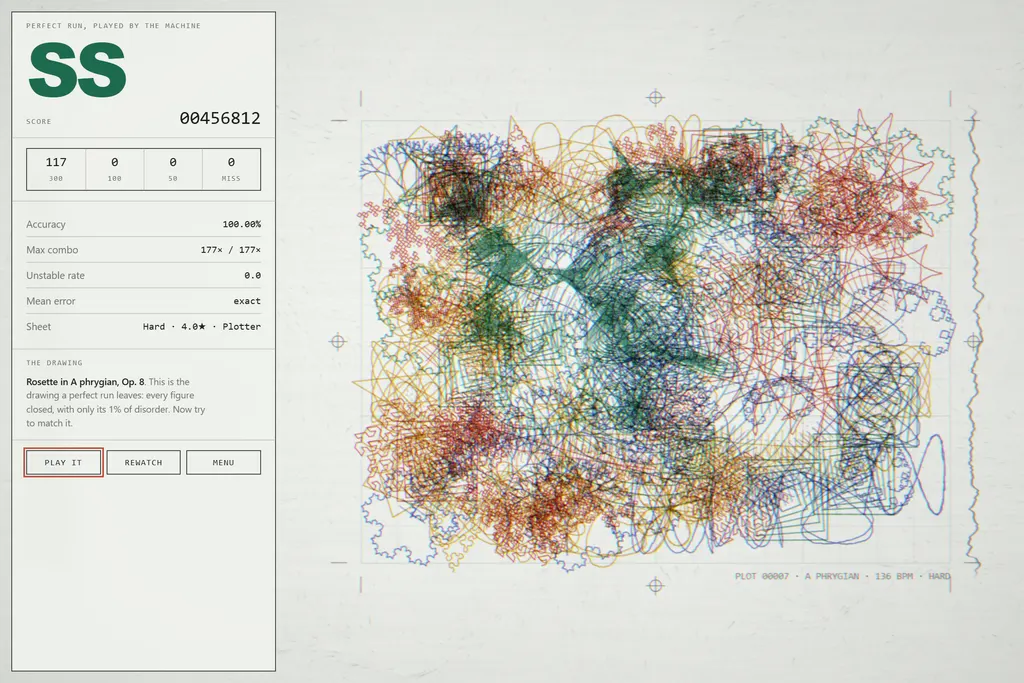 PERFECT RUN, PLAYED BY THE MACHINE
SS
SCORE 00456812
117 0 0 0
300 100 50 MISS
Accuracy 100.00%
Max combo 177× / 177×
Unstable rate 0.0
Mean error exact
Sheet Hard · 4.0★ · Plotter
THE DRAWING
Rosette in A phrygian, Op. 8. This is the
drawing a perfect run leaves: every figure
closed, with only its 1% of disorder. Now try
to match it.
PLAY IT REWATCH MENU
PLOT 00007 · A PHRYGIAN · 136 BPM · HARD